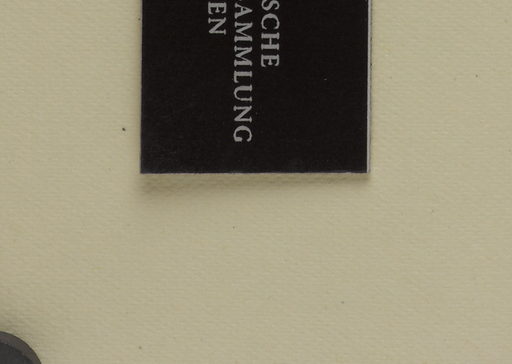 SCHE
AMMLUNG
EN